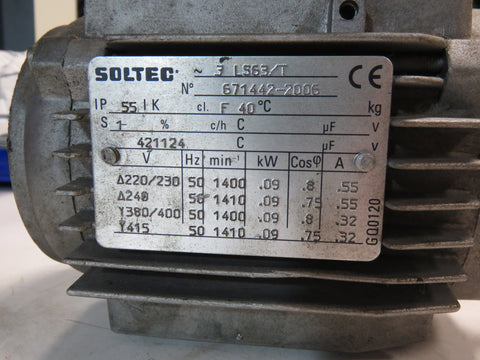 SOLTEC ~ 3 LS63/T CE
N° 671442-2006
IP 55 IK cl. F 40°C kg
S 1 % c/h C µF V
421124 C µF V
V Hz min⁻¹ kW Cosφ A
Δ220/230 50 1400 .09 .8 .55
Δ240 50 1410 .09 .75 .55
Y380/400 50 1400 .09 .8 .32
Y415 50 1410 .09 .75 .32
GQ0120